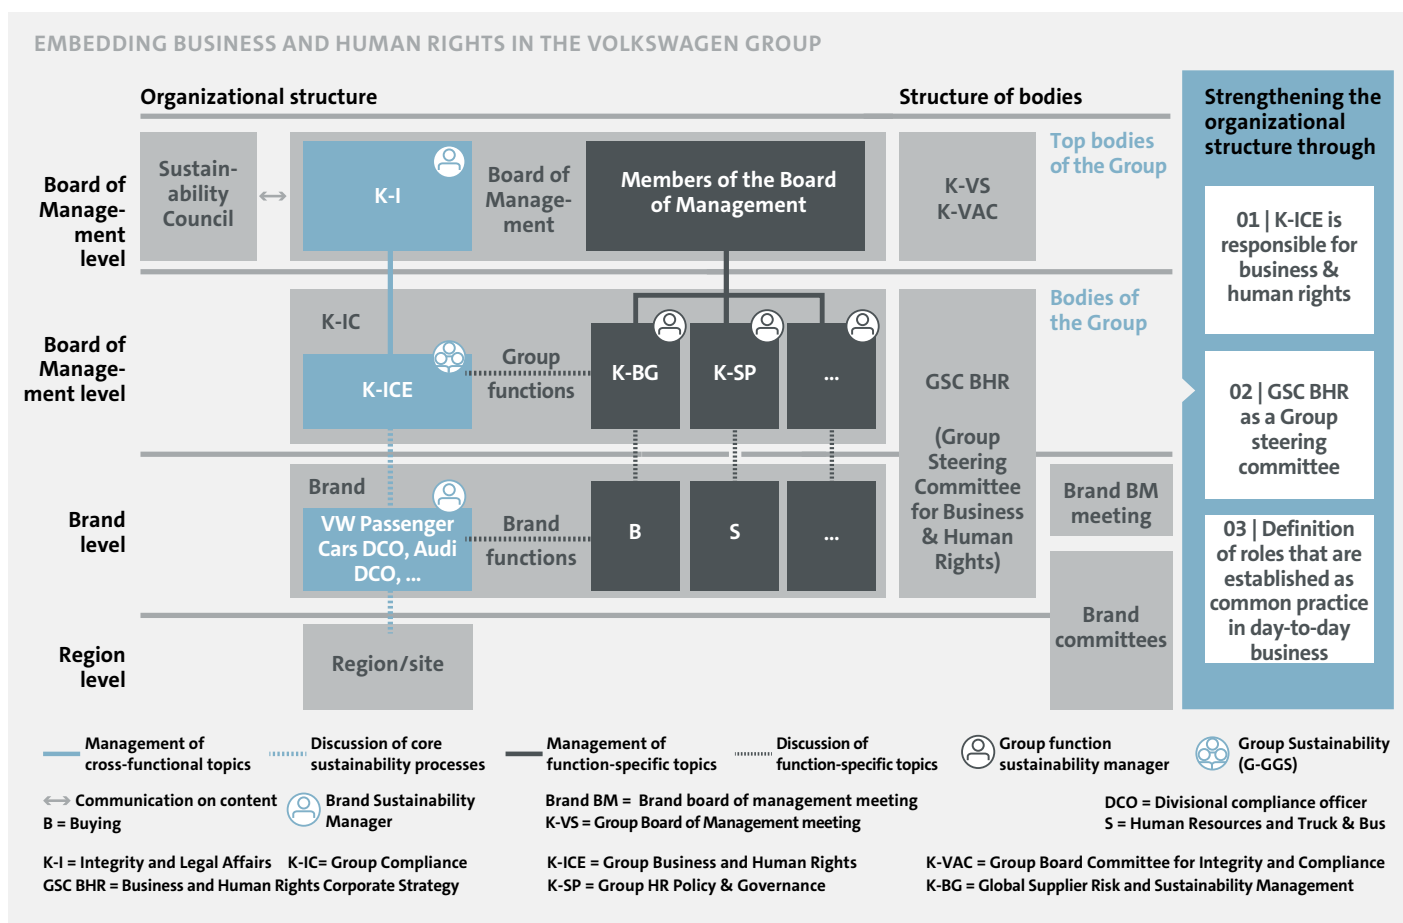 EMBEDDING BUSINESS AND HUMAN RIGHTS IN THE VOLKSWAGEN GROUP
Organizational structure
Structure of bodies
Board of
Manage-
ment
level
Sustain-
ability
Council
K-I
Board of
Manage-
ment
Members of the Board
of Management
K-VS
K-VAC
Top bodies
of the Group
Board of
Manage-
ment level
K-IC
K-ICE
Group
functions
K-BG
K-SP
...
GSC BHR
(Group
Steering
Committee
for Business
& Human
Rights)
Bodies of
the Group
Brand
level
Brand
VW Passenger
Cars DCO, Audi
DCO, ...
Brand
functions
B
S
...
Brand BM
meeting
Brand
committees
Region
level
Region/site
Strengthening the
organizational
structure through
01 | K-ICE is
responsible for
business &
human rights
02 | GSC BHR
as a Group
steering
committee
03 | Definition
of roles that are
established as
common practice
in day-to-day
business
Management of
cross-functional topics
Discussion of core
sustainability processes
Management of
function-specific topics
Discussion of
function-specific topics
Group function
sustainability manager
Group Sustainability
(G-GGS)
Communication on content
B = Buying
Brand Sustainability
Manager
Brand BM = Brand board of management meeting
K-VS = Group Board of Management meeting
DCO = Divisional compliance officer
S = Human Resources and Truck & Bus
K-I = Integrity and Legal Affairs K-IC= Group Compliance
GSC BHR = Business and Human Rights Corporate Strategy
K-ICE = Group Business and Human Rights
K-SP = Group HR Policy & Governance
K-VAC = Group Board Committee for Integrity and Compliance
K-BG = Global Supplier Risk and Sustainability Management